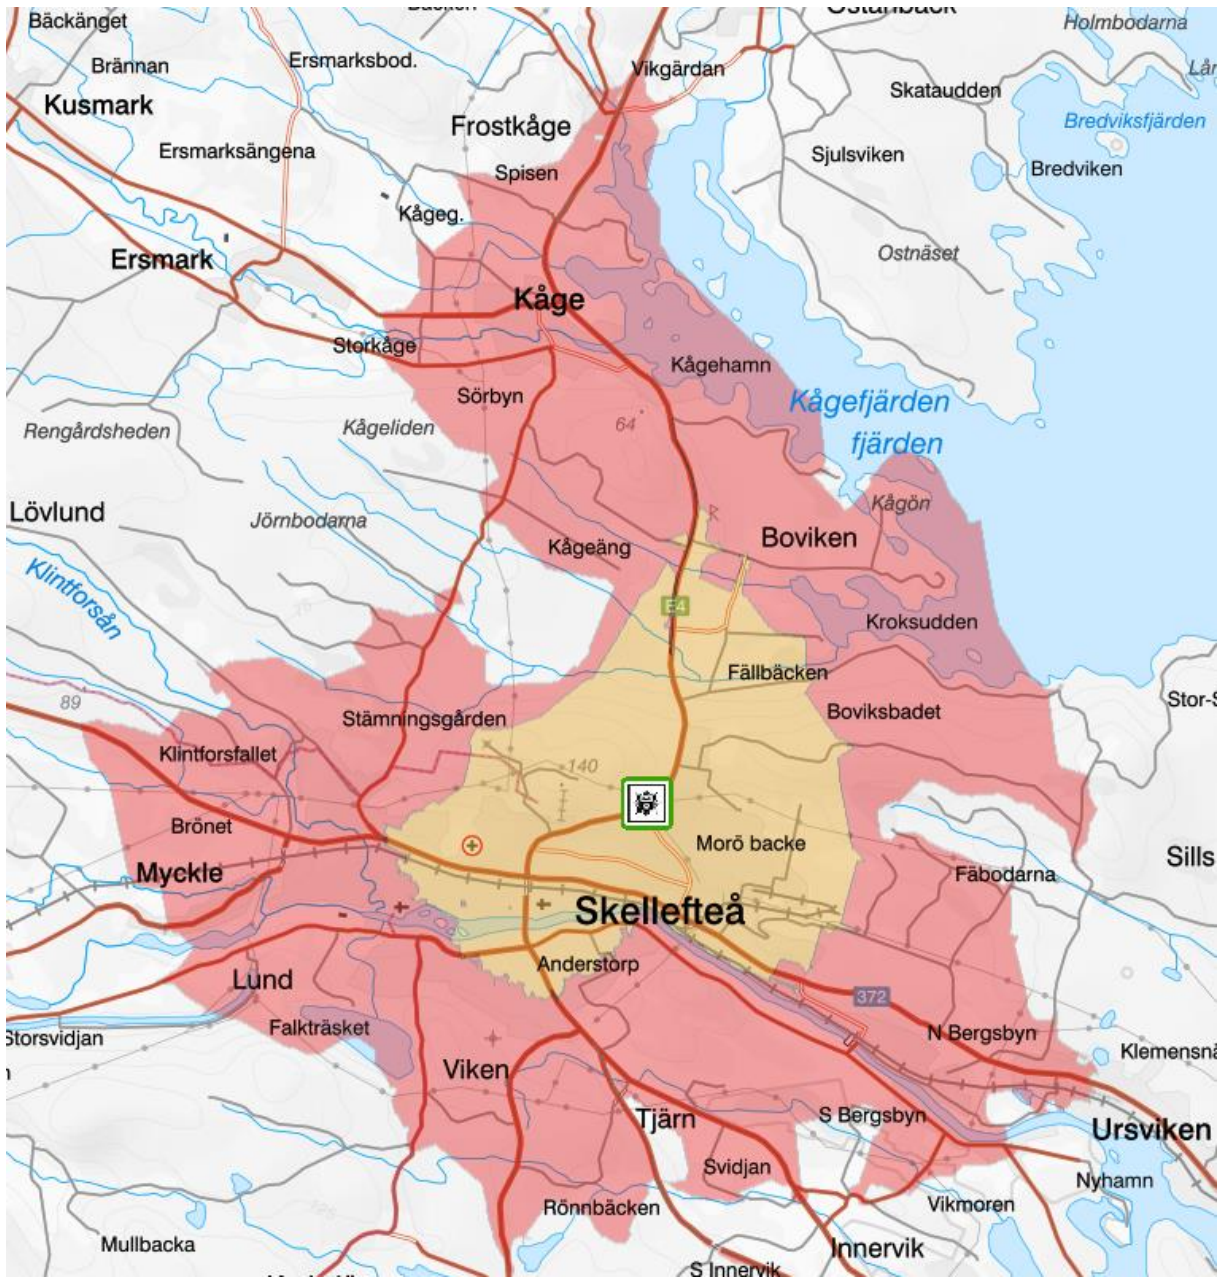 Bäckänget
Holmbodarna
Brännan
Ersmarksbod.
Vikgärdan
Skataudden
Kusmark
Frostkåge
Bredviksfjärden
Ersmarksängena
Sjulsviken
Spisen
Bredviken
Kågeg.
Ersmark
Ostnäset
Kåge
Storkåge
Kågehamn
Sörbyn
Kågefjärden
64
Rengårdsheden
Kågeliden
fjärden
Kågön
Lövlund
Jörnbodarna
Boviken
Kågeäng
Klintforsån
E4
Kroksudden
Fällbäcken
89
Stor-S
Stämningsgården
Boviksbadet
Klintforsfallet
140
Brönet
Morö backe
Sills
Myckle
Fäbodarna
Skellefteå
Anderstorp
Lund
372
Falkträsket
Storsvidjan
N Bergsbyn
Klemensnä
Viken
S Bergsbyn
Tjärn
Ursviken
Svidjan
Nyhamn
Rönnbäcken
Vikmoren
Mullbacka
Innervik
S Innervik